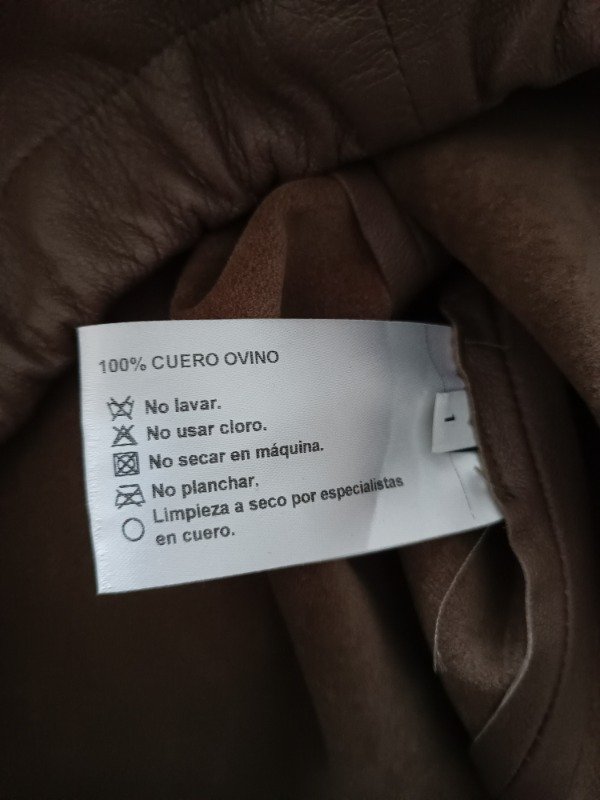 100% CUERO OVINO
No lavar.
No usar cloro.
No secar en máquina.
No planchar.
Limpieza a seco por especialistas
en cuero.